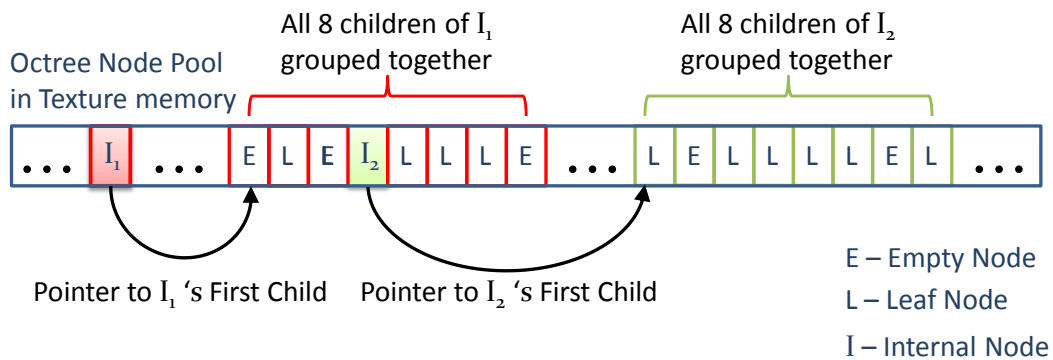 All 8 children of I₁
grouped together
All 8 children of I₂
grouped together
Octree Node Pool
in Texture memory
... I₁ ... E L E I₂ L L L E ... L E L L L L E L ...
Pointer to I₁ ‘s First Child
Pointer to I₂ ‘s First Child
E – Empty Node
L – Leaf Node
I – Internal Node